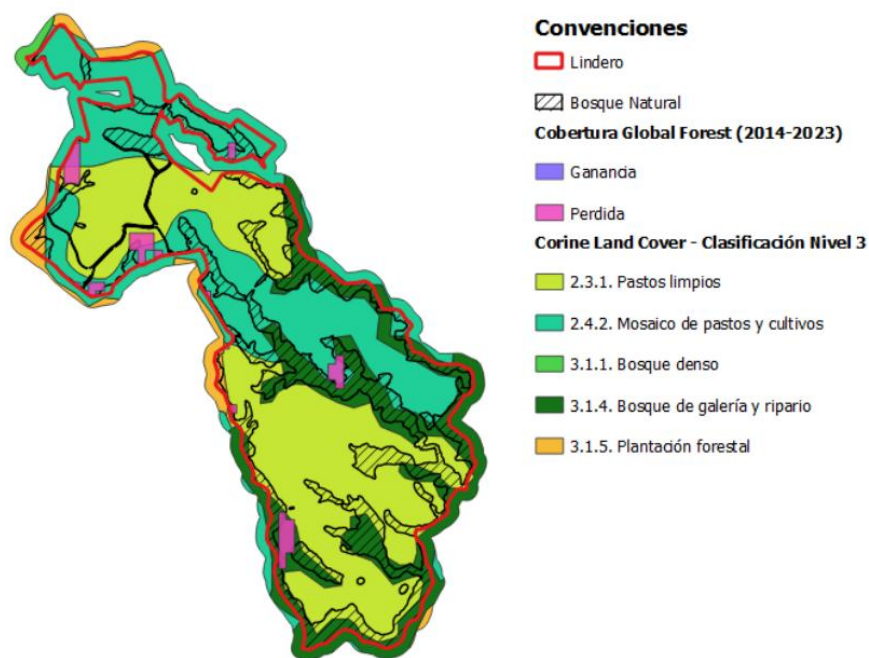 Convenciones
Lindero
Bosque Natural
Cobertura Global Forest (2014-2023)
Ganancia
Perdida
Corine Land Cover - Clasificación Nivel 3
2.3.1. Pastos limpios
2.4.2. Mosaico de pastos y cultivos
3.1.1. Bosque denso
3.1.4. Bosque de galería y ripario
3.1.5. Plantación forestal